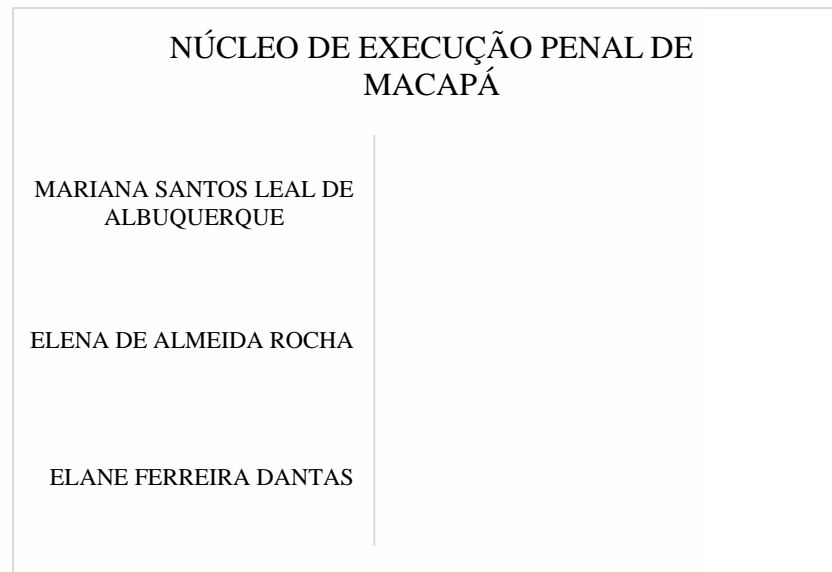 NÚCLEO DE EXECUÇÃO PENAL DE
MACAPÁ
MARIANA SANTOS LEAL DE
ALBUQUERQUE
ELENA DE ALMEIDA ROCHA
ELANE FERREIRA DANTAS